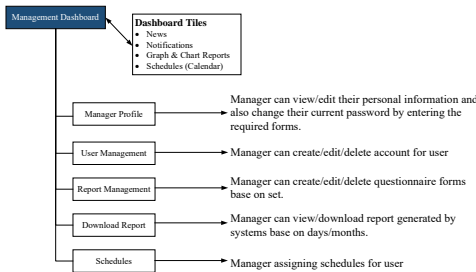 Management Dashboard
Dashboard Tiles
• News
• Notifications
• Graph & Chart Reports
• Schedules (Calendar)
Manager Profile
Manager can view/edit their personal information and
also change their current password by entering the
required forms.
User Management
Manager can create/edit/delete account for user
Report Management
Manager can create/edit/delete questionnaire forms
base on set.
Download Report
Manager can view/download report generated by
systems base on days/months.
Schedules
Manager assigning schedules for user